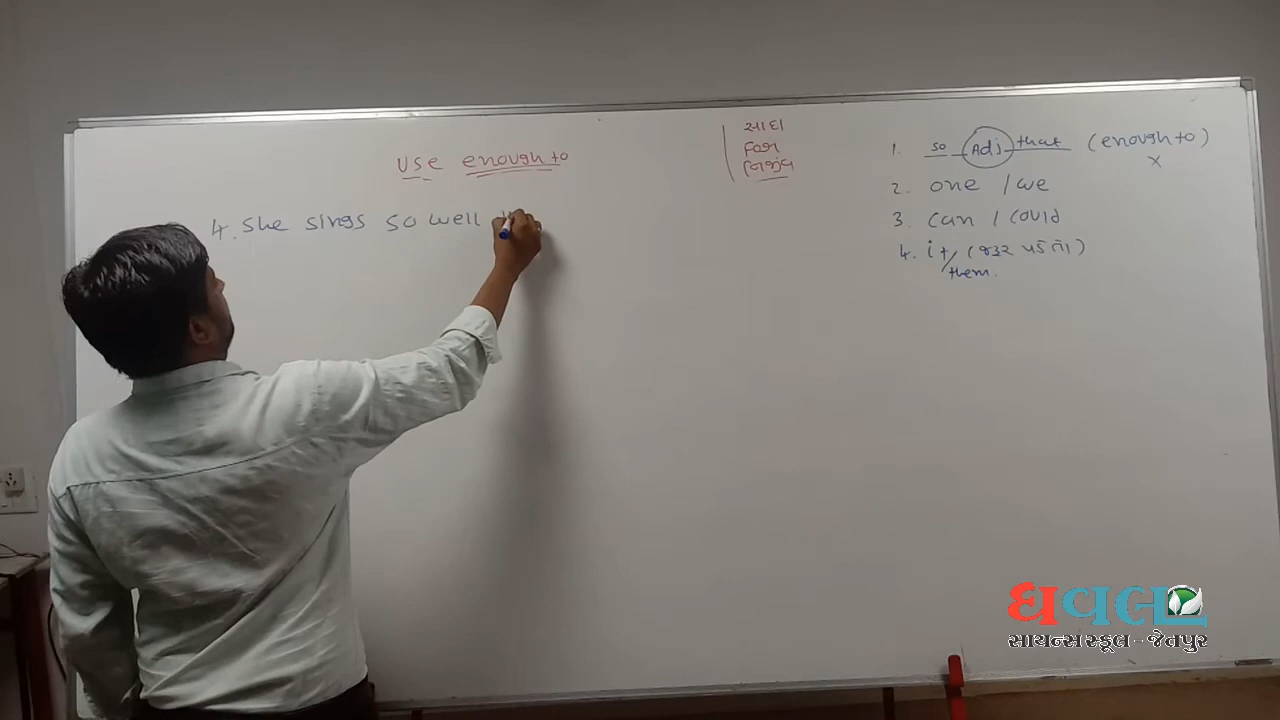 Use enough to
4. She sings so well
સાદા
for
નિર્જીવ
1. so Adj that (enough to)
x
2. one / we
3. can / could
4. it / (જરૂર પડે તો)
them.
ધવલ
સાયન્સ સ્કૂલ - જેતપુર